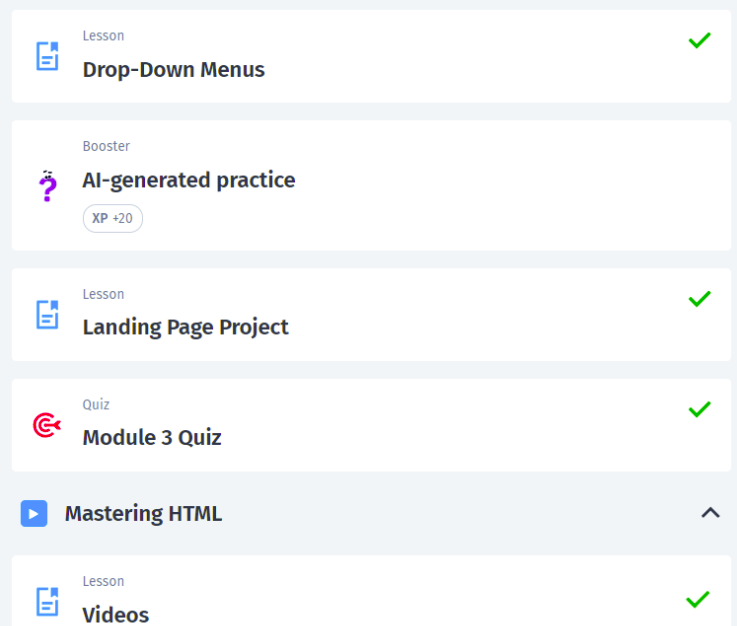 Lesson
Drop-Down Menus
Booster
AI-generated practice
XP +20
Lesson
Landing Page Project
Quiz
Module 3 Quiz
Mastering HTML
Lesson
Videos